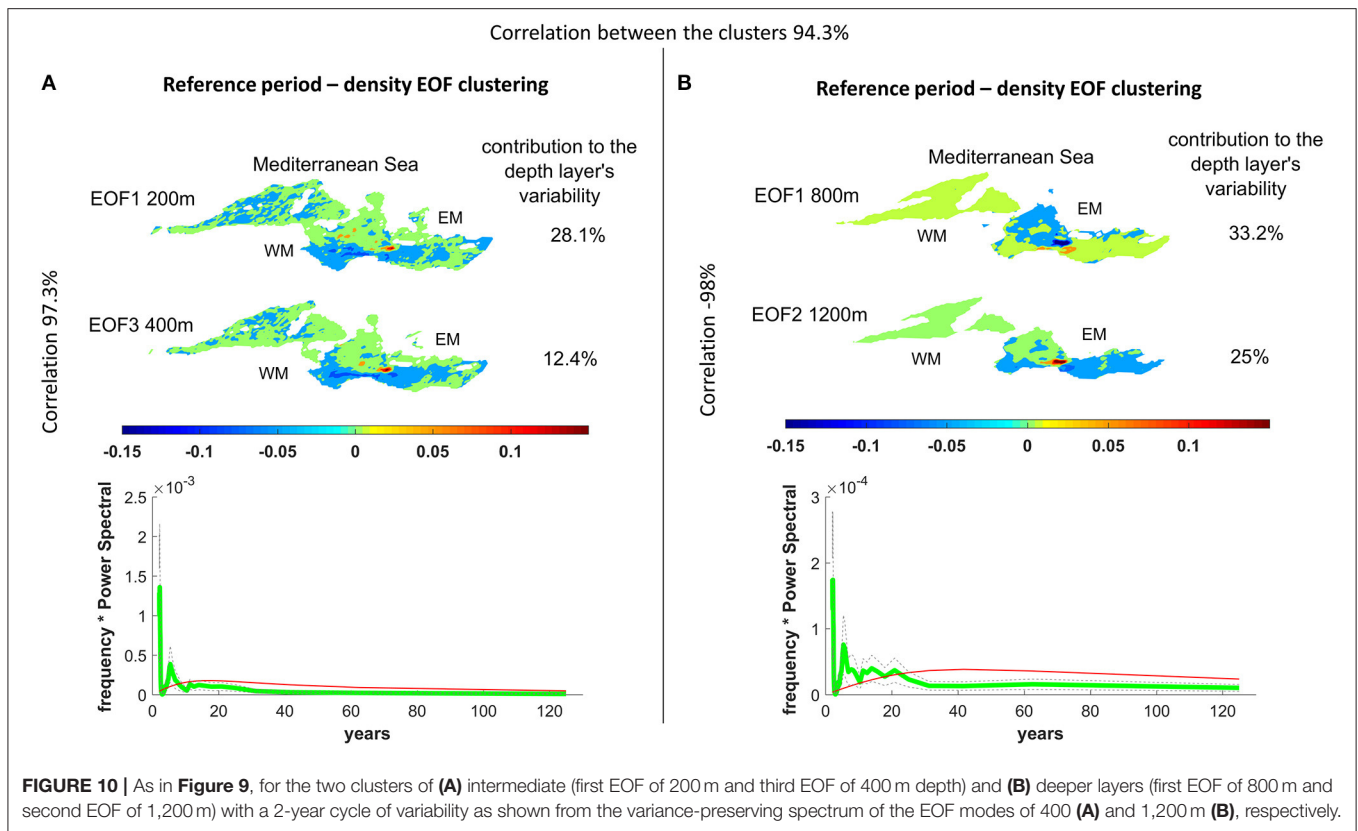 Correlation between the clusters 94.3%
A
Reference period – density EOF clustering
Mediterranean Sea
contribution to the
depth layer's
variability
EOF1 200m
EM
WM
28.1%
Correlation 97.3%
EOF3 400m
EM
WM
12.4%
-0.15 -0.1 -0.05 0 0.05 0.1
×10-3
2.5
2
1.5
1
0.5
0
frequency * Power Spectral
0 20 40 60 80 100 120
years
B
Reference period – density EOF clustering
Mediterranean Sea
contribution to the
depth layer's
variability
EOF1 800m
EM
WM
33.2%
Correlation -98%
EOF2 1200m
EM
WM
25%
-0.15 -0.1 -0.05 0 0.05 0.1
×10-4
3
2
1
0
frequency * Power Spectral
0 20 40 60 80 100 120
years
FIGURE 10 | As in Figure 9, for the two clusters of (A) intermediate (first EOF of 200 m and third EOF of 400 m depth) and (B) deeper layers (first EOF of 800 m and
second EOF of 1,200 m) with a 2-year cycle of variability as shown from the variance-preserving spectrum of the EOF modes of 400 (A) and 1,200 m (B), respectively.